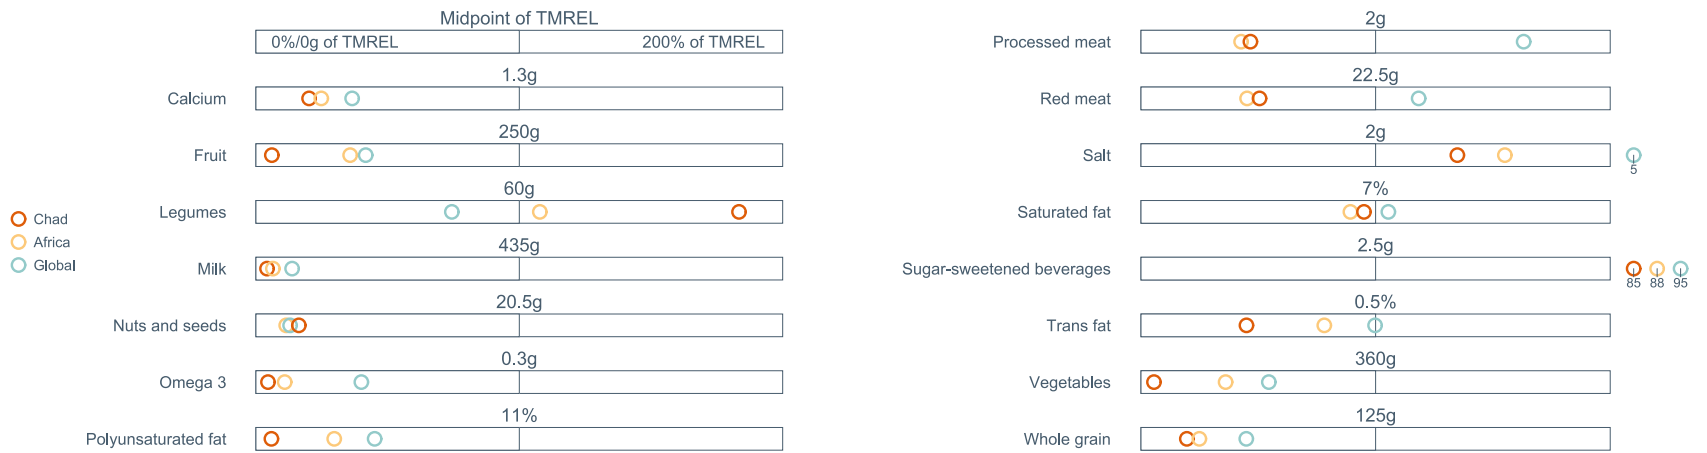 Midpoint of TMREL
0%/0g of TMREL
200% of TMREL
1.3g
Calcium
250g
Fruit
60g
Legumes
435g
Milk
20.5g
Nuts and seeds
0.3g
Omega 3
11%
Polyunsaturated fat
Chad
Africa
Global
2g
Processed meat
22.5g
Red meat
2g
Salt
5
7%
Saturated fat
2.5g
Sugar-sweetened beverages
85 88 95
0.5%
Trans fat
360g
Vegetables
125g
Whole grain